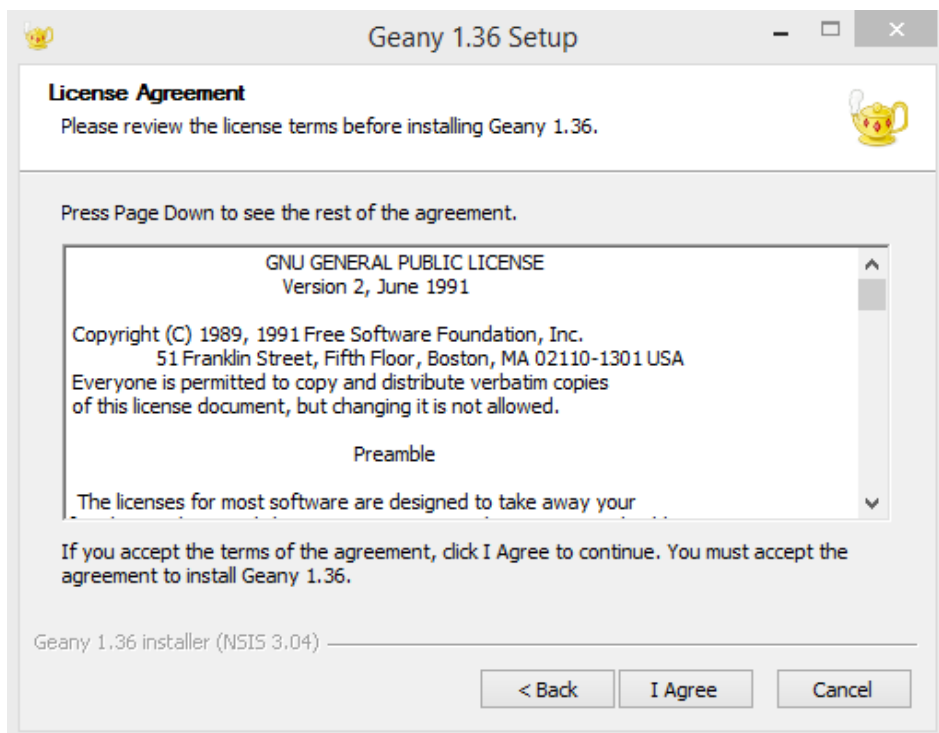 Geany 1.36 Setup
License Agreement
Please review the license terms before installing Geany 1.36.
Press Page Down to see the rest of the agreement.
GNU GENERAL PUBLIC LICENSE
Version 2, June 1991
Copyright (C) 1989, 1991 Free Software Foundation, Inc.
51 Franklin Street, Fifth Floor, Boston, MA 02110-1301 USA
Everyone is permitted to copy and distribute verbatim copies
of this license document, but changing it is not allowed.
Preamble
The licenses for most software are designed to take away your
If you accept the terms of the agreement, click I Agree to continue. You must accept the
agreement to install Geany 1.36.
Geany 1.36 installer (NSIS 3.04)
< Back I Agree Cancel